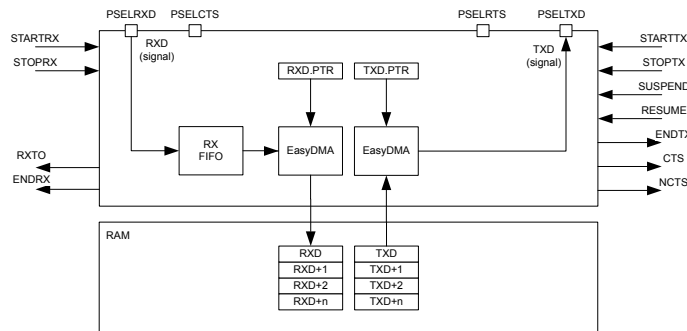 PSELRXD
PSELCTS
PSELRTS
PSELTXD
STARTRX
STOPRX
RXD
(signal)
TXD
(signal)
STARTTX
STOPTX
SUSPEND
RESUME
RXD.PTR
TXD.PTR
RX
FIFO
EasyDMA
EasyDMA
ENDTX
CTS
NCTS
RXTO
ENDRX
RAM
RXD
RXD+1
RXD+2
RXD+n
TXD
TXD+1
TXD+2
TXD+n